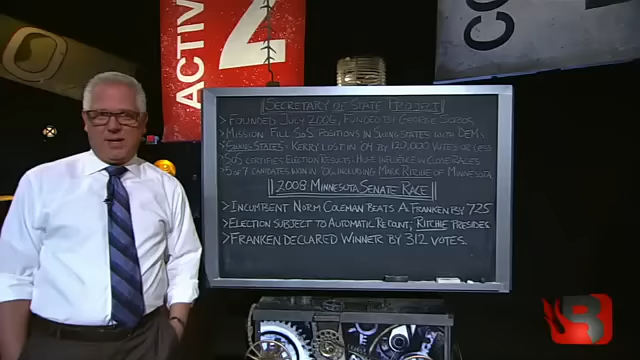 ACTIV
2
CO
SECRETARY OF STATE PROJECT
>FOUNDED JULY 2006, FUNDED BY GEORGE SOROS
>MISSION FILL SOS POSITIONS IN SWING STATES WITH DEMS
>SWING STATES - KERRY LOST IN 04 BY 120,000 VOTES OR LESS
>SOS CERTIFIES ELECTION RESULTS: HUGE INFLUENCE IN CLOSE RACES
>5 OF 7 CANDIDATES WON IN '06 INCLUDING MARK RITCHIE OF MINNESOTA
2008 MINNESOTA SENATE RACE
>INCUMBENT NORM COLEMAN BEATS A. FRANKEN BY 725
>ELECTION SUBJECT TO AUTOMATIC RECOUNT, RITCHIE PRESIDES
>FRANKEN DECLARED WINNER BY 312 VOTES.
B